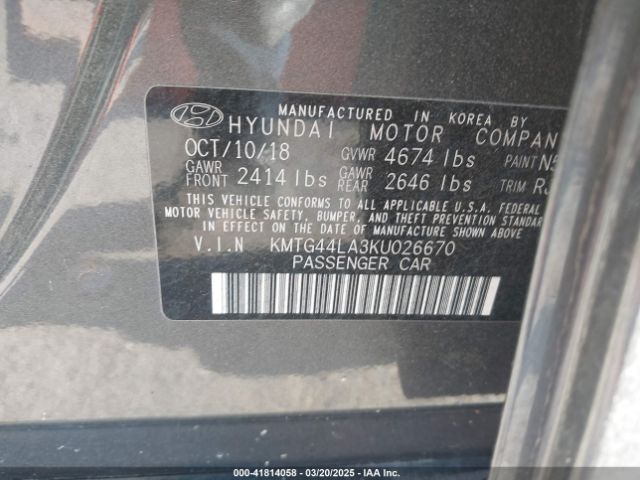 MANUFACTURED IN KOREA BY
HYUNDAI MOTOR
OCT/10/18 GVWR 4674 lbs PAINT
GAWR FRONT 2414 lbs GAWR REAR 2646 lbs TRIM
THIS VEHICLE CONFORMS TO ALL APPLICABLE U.S.A. FEDERAL
MOTOR VEHICLE SAFETY, BUMPER, AND THEFT PREVENTION
IN EFFECT ON THE DATE OF MANUFACTURE SHOWN ABOVE.
V.I.N KMTG44LA3KU026670
PASSENGER CAR
000-41814058 — 03/20/2025 — IAA Inc.